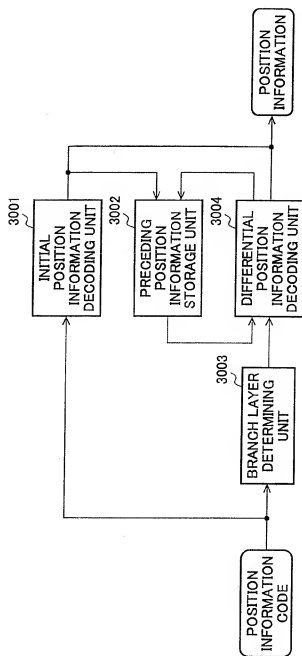 3001
INITIAL
POSITION
INFORMATION
DECODING UNIT
3002
PRECEDING
POSITION
INFORMATION
STORAGE UNIT
POSITION
INFORMATION
CODE
3003
BRANCH LAYER
DETERMINING
UNIT
3004
DIFFERENTIAL
POSITION
INFORMATION
DECODING UNIT
POSITION
INFORMATION